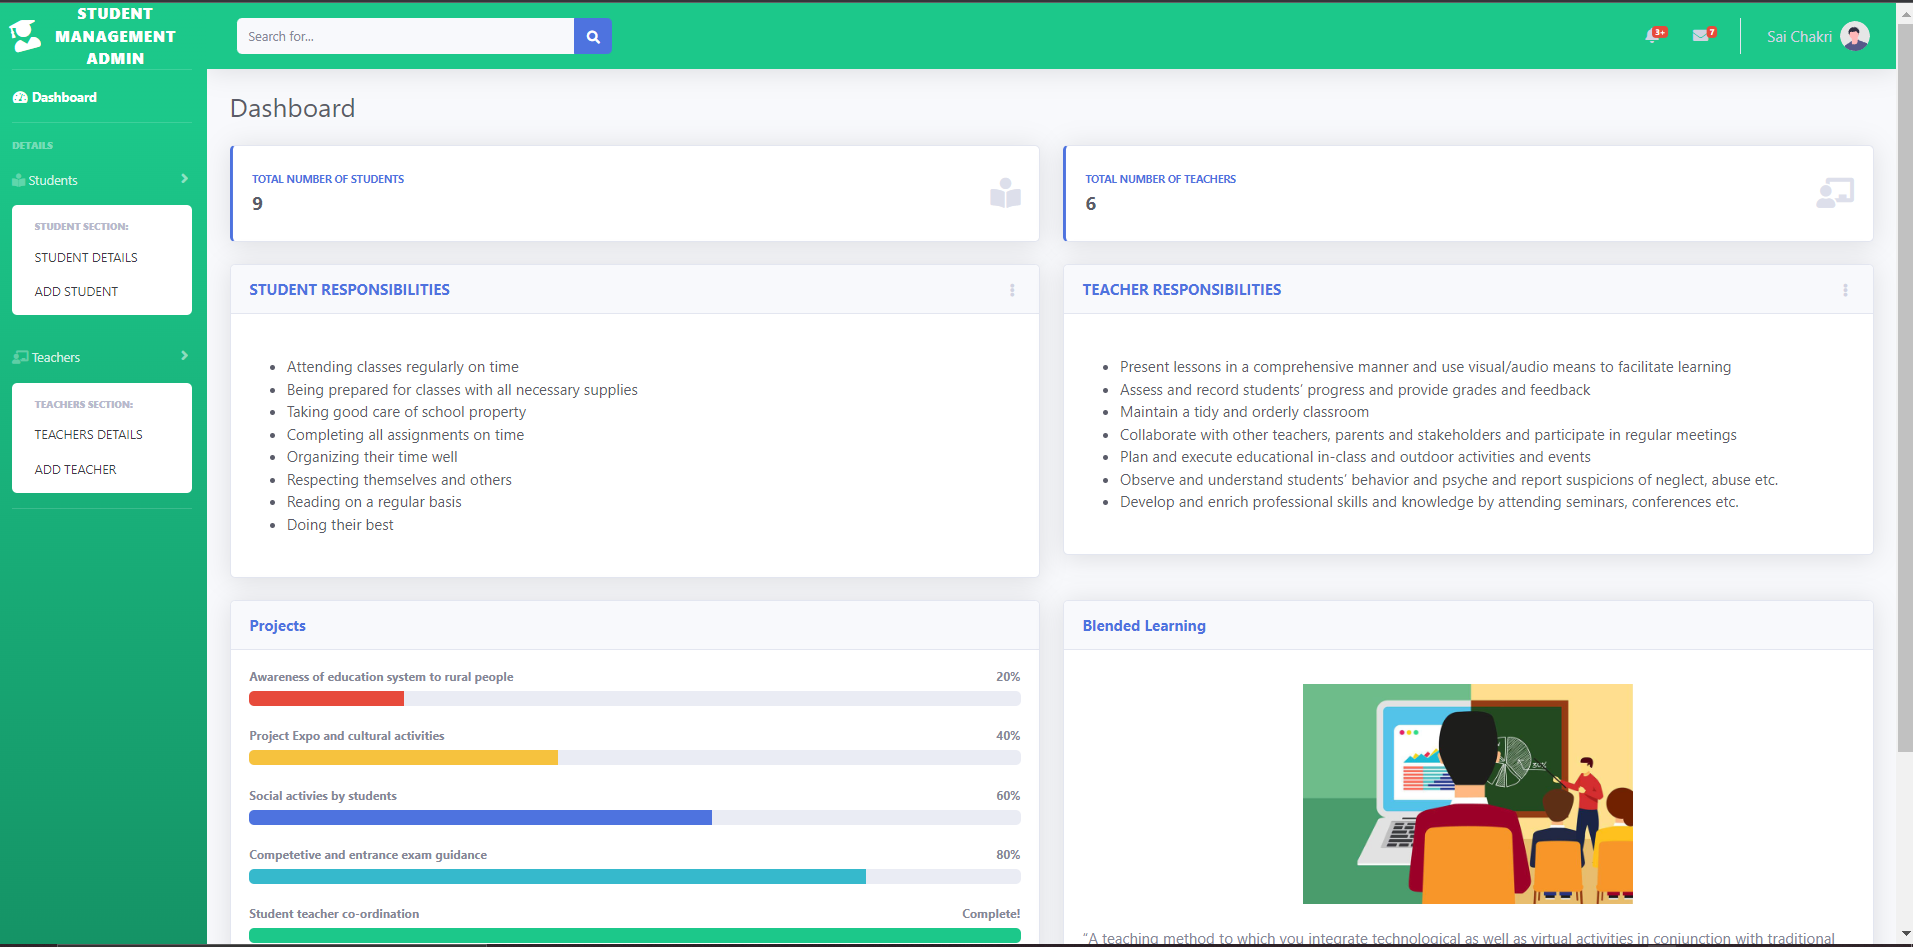 STUDENT
MANAGEMENT
ADMIN
Search for...
3+
7
Sai Chakri
Dashboard
DETAILS
Students
STUDENT SECTION:
STUDENT DETAILS
ADD STUDENT
Teachers
TEACHERS SECTION:
TEACHERS DETAILS
ADD TEACHER
Dashboard
TOTAL NUMBER OF STUDENTS
9
TOTAL NUMBER OF TEACHERS
6
STUDENT RESPONSIBILITIES
• Attending classes regularly on time
• Being prepared for classes with all necessary supplies
• Taking good care of school property
• Completing all assignments on time
• Organizing their time well
• Respecting themselves and others
• Reading on a regular basis
• Doing their best
TEACHER RESPONSIBILITIES
• Present lessons in a comprehensive manner and use visual/audio means to facilitate learning
• Assess and record students’ progress and provide grades and feedback
• Maintain a tidy and orderly classroom
• Collaborate with other teachers, parents and stakeholders and participate in regular meetings
• Plan and execute educational in-class and outdoor activities and events
• Observe and understand students’ behavior and psyche and report suspicions of neglect, abuse etc.
• Develop and enrich professional skills and knowledge by attending seminars, conferences etc.
Projects
Awareness of education system to rural people 20%
Project Expo and cultural activities 40%
Social activies by students 60%
Competetive and entrance exam guidance 80%
Student teacher co-ordination Complete!
Blended Learning
“A teaching method to which you integrate technological as well as virtual activities in conjunction with traditional